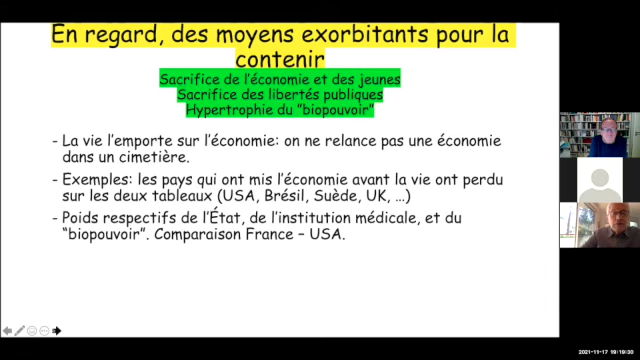 En regard, des moyens exorbitants pour la
contenir
Sacrifice de l'économie et des jeunes
Sacrifice des libertés publiques
Hypertrophie du "biopouvoir"
- La vie l'emporte sur l'économie: on ne relance pas une économie
dans un cimetière.
- Exemples: les pays qui ont mis l'économie avant la vie ont perdu
sur les deux tableaux (USA, Brésil, Suède, UK, ...)
- Poids respectifs de l'État, de l'institution médicale, et du
"biopouvoir". Comparaison France – USA.
2021-11-17 19:19:30